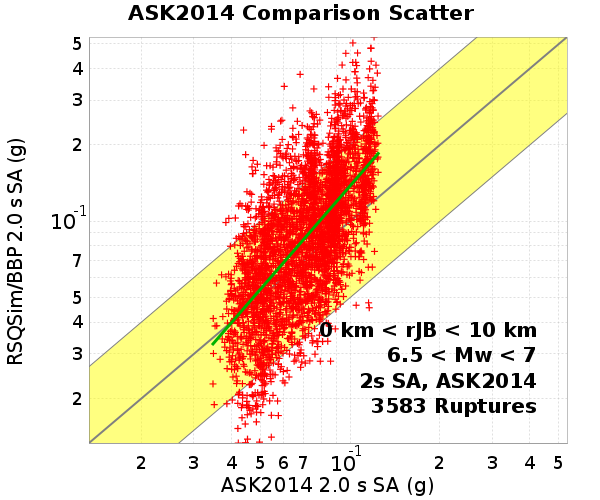 ASK2014 Comparison Scatter
RSQSim/BBP 2.0 s SA (g)
5
4
3
2
10-1
7
5
4
3
2
0 km < rJB < 10 km
6.5 < Mw < 7
2s SA, ASK2014
3583 Ruptures
2 3 4 5 6 7 10-1 2 3 4 5
ASK2014 2.0 s SA (g)